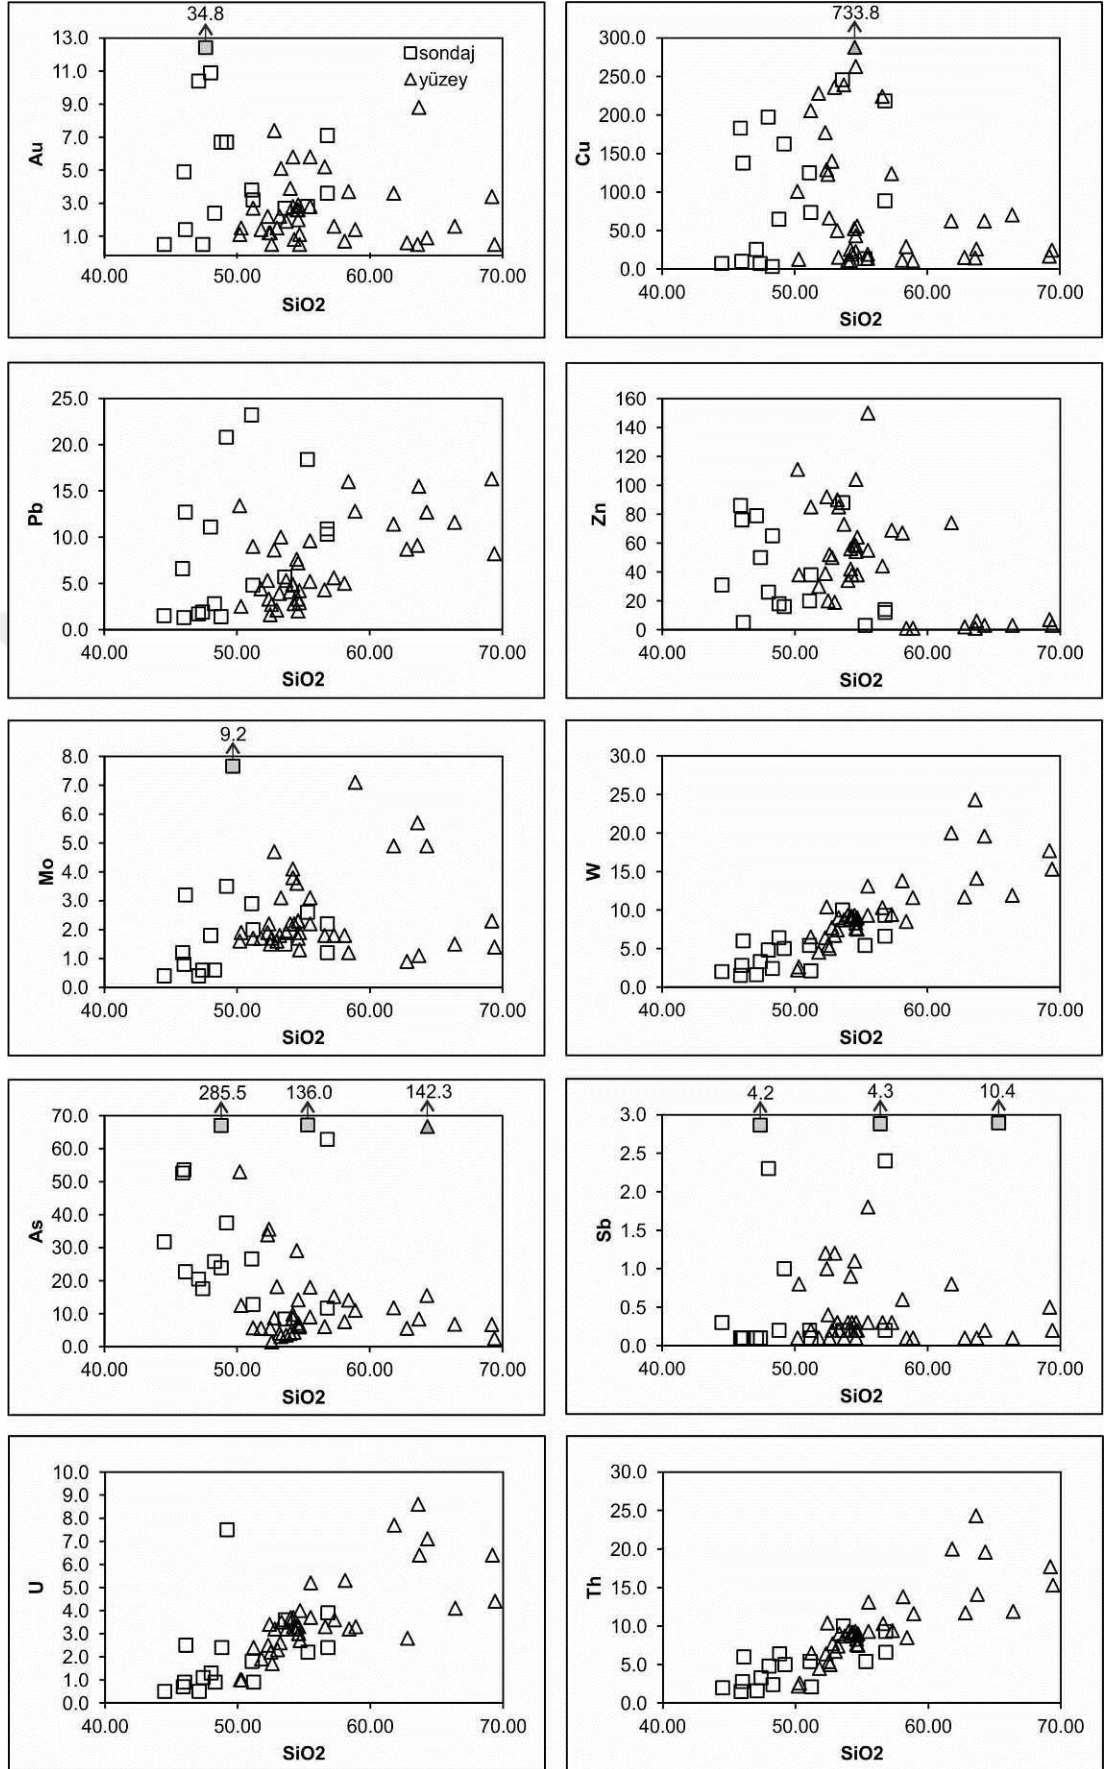 34.8
13.0
11.0
9.0
7.0
5.0
3.0
1.0
Au
sondaj
yüzey
40.00 50.00 60.00 70.00
SiO2
733.8
300.0
250.0
200.0
150.0
100.0
50.0
0.0
Cu
40.00 50.00 60.00 70.00
SiO2
25.0
20.0
15.0
10.0
5.0
0.0
Pb
40.00 50.00 60.00 70.00
SiO2
160
140
120
100
80
60
40
20
0
Zn
40.00 50.00 60.00 70.00
SiO2
9.2
8.0
7.0
6.0
5.0
4.0
3.0
2.0
1.0
0.0
Mo
40.00 50.00 60.00 70.00
SiO2
30.0
25.0
20.0
15.0
10.0
5.0
0.0
W
40.00 50.00 60.00 70.00
SiO2
285.5 136.0 142.3
70.0
60.0
50.0
40.0
30.0
20.0
10.0
0.0
As
40.00 50.00 60.00 70.00
SiO2
4.2 4.3 10.4
3.0
2.5
2.0
1.5
1.0
0.5
0.0
Sb
40.00 50.00 60.00 70.00
SiO2
10.0
9.0
8.0
7.0
6.0
5.0
4.0
3.0
2.0
1.0
0.0
U
40.00 50.00 60.00 70.00
SiO2
30.0
25.0
20.0
15.0
10.0
5.0
0.0
Th
40.00 50.00 60.00 70.00
SiO2